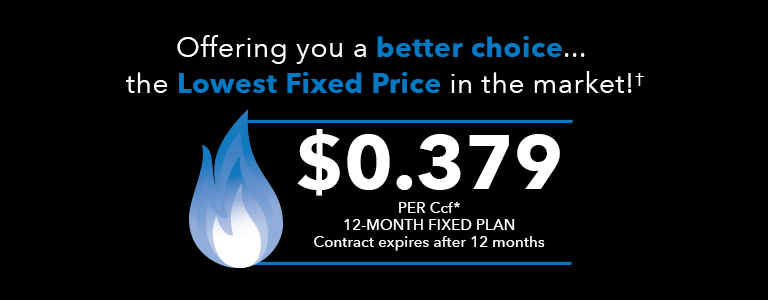 Offering you a better choice...
the Lowest Fixed Price in the market!†
$0.379
PER Ccf*
12-MONTH FIXED PLAN
Contract expires after 12 months